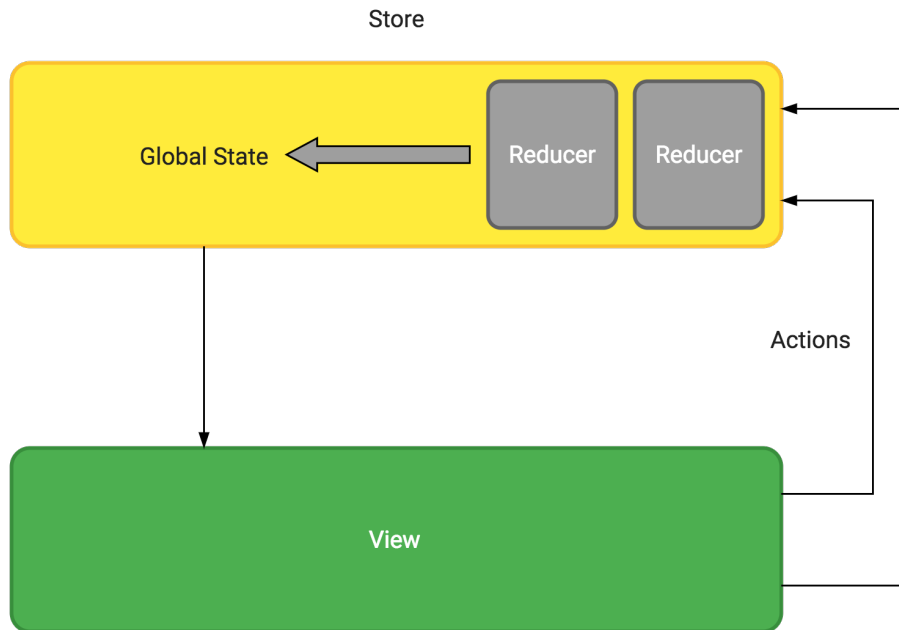 Store
Global State
Reducer
Reducer
Actions
View